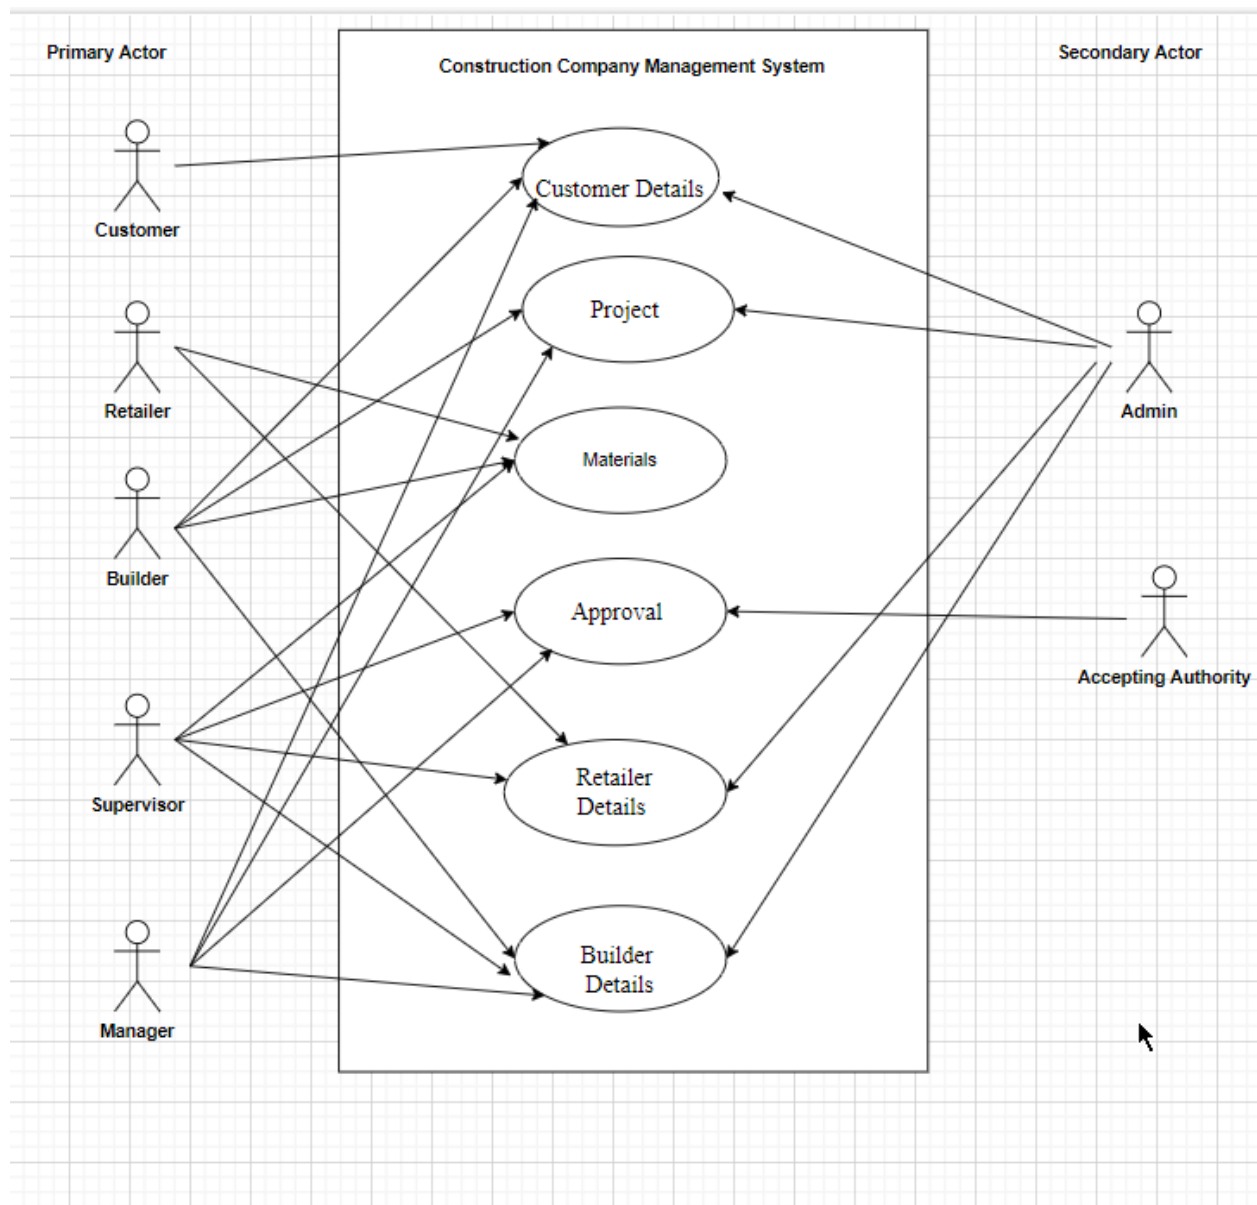 Primary Actor
Construction Company Management System
Secondary Actor
Customer
Retailer
Builder
Supervisor
Manager
Customer Details
Project
Materials
Approval
Retailer
Details
Builder
Details
Admin
Accepting Authority